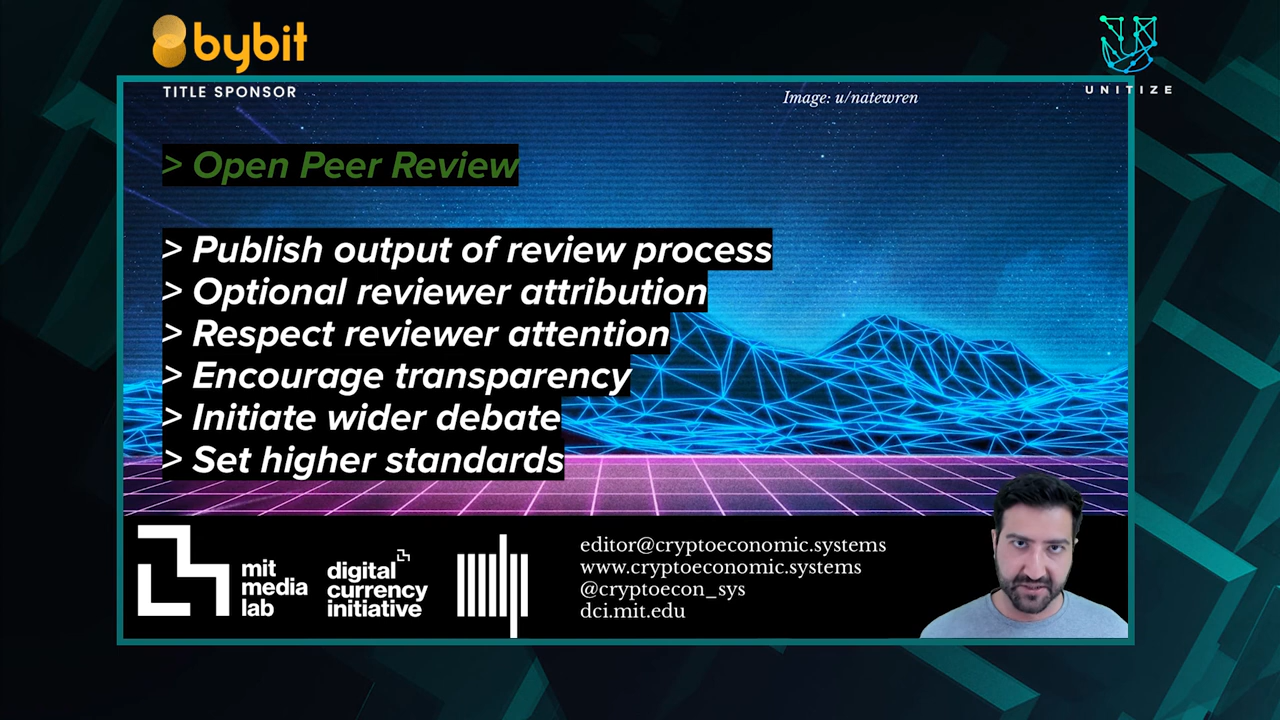 bybit
TITLE SPONSOR
UNITIZE
Image: u/natewren
> Open Peer Review
> Publish output of review process
> Optional reviewer attribution
> Respect reviewer attention
> Encourage transparency
> Initiate wider debate
> Set higher standards
mit
media
lab
digital
currency
initiative
editor@cryptoeconomic.systems
www.cryptoeconomic.systems
@cryptoecon_sys
dci.mit.edu